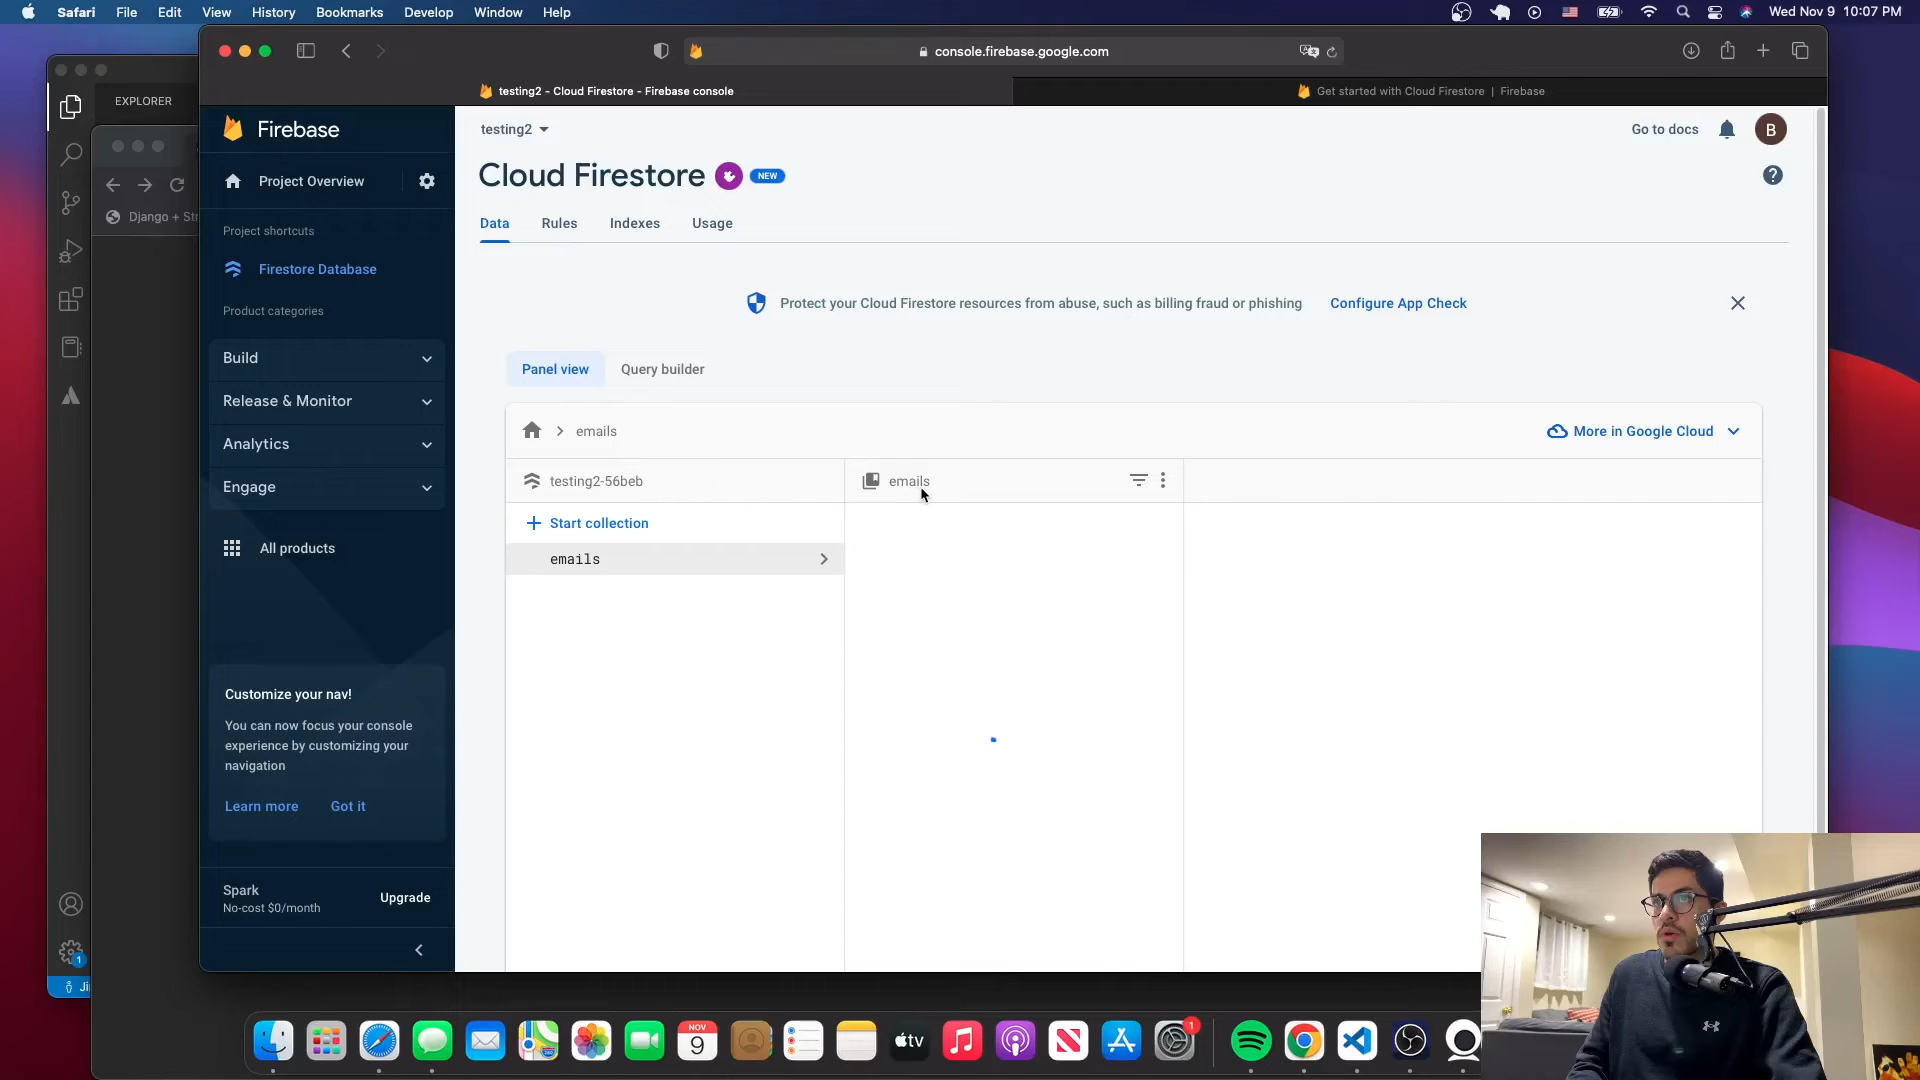 Safari File Edit View History Bookmarks Develop Window Help
Wed Nov 9 10:07 PM
console.firebase.google.com
testing2 - Cloud Firestore - Firebase console
Get started with Cloud Firestore | Firebase
EXPLORER
Django + Str
Firebase
Project Overview
Project shortcuts
Firestore Database
Product categories
Build
Release & Monitor
Analytics
Engage
All products
Customize your nav!
You can now focus your console
experience by customizing your
navigation
Learn more Got it
Spark
No-cost $0/month
Upgrade
testing2
Go to docs
B
Cloud Firestore
NEW
Data Rules Indexes Usage
Protect your Cloud Firestore resources from abuse, such as billing fraud or phishing
Configure App Check
Panel view Query builder
emails
More in Google Cloud
testing2-56beb
emails
Start collection
emails
1
NOV
9
tv
1